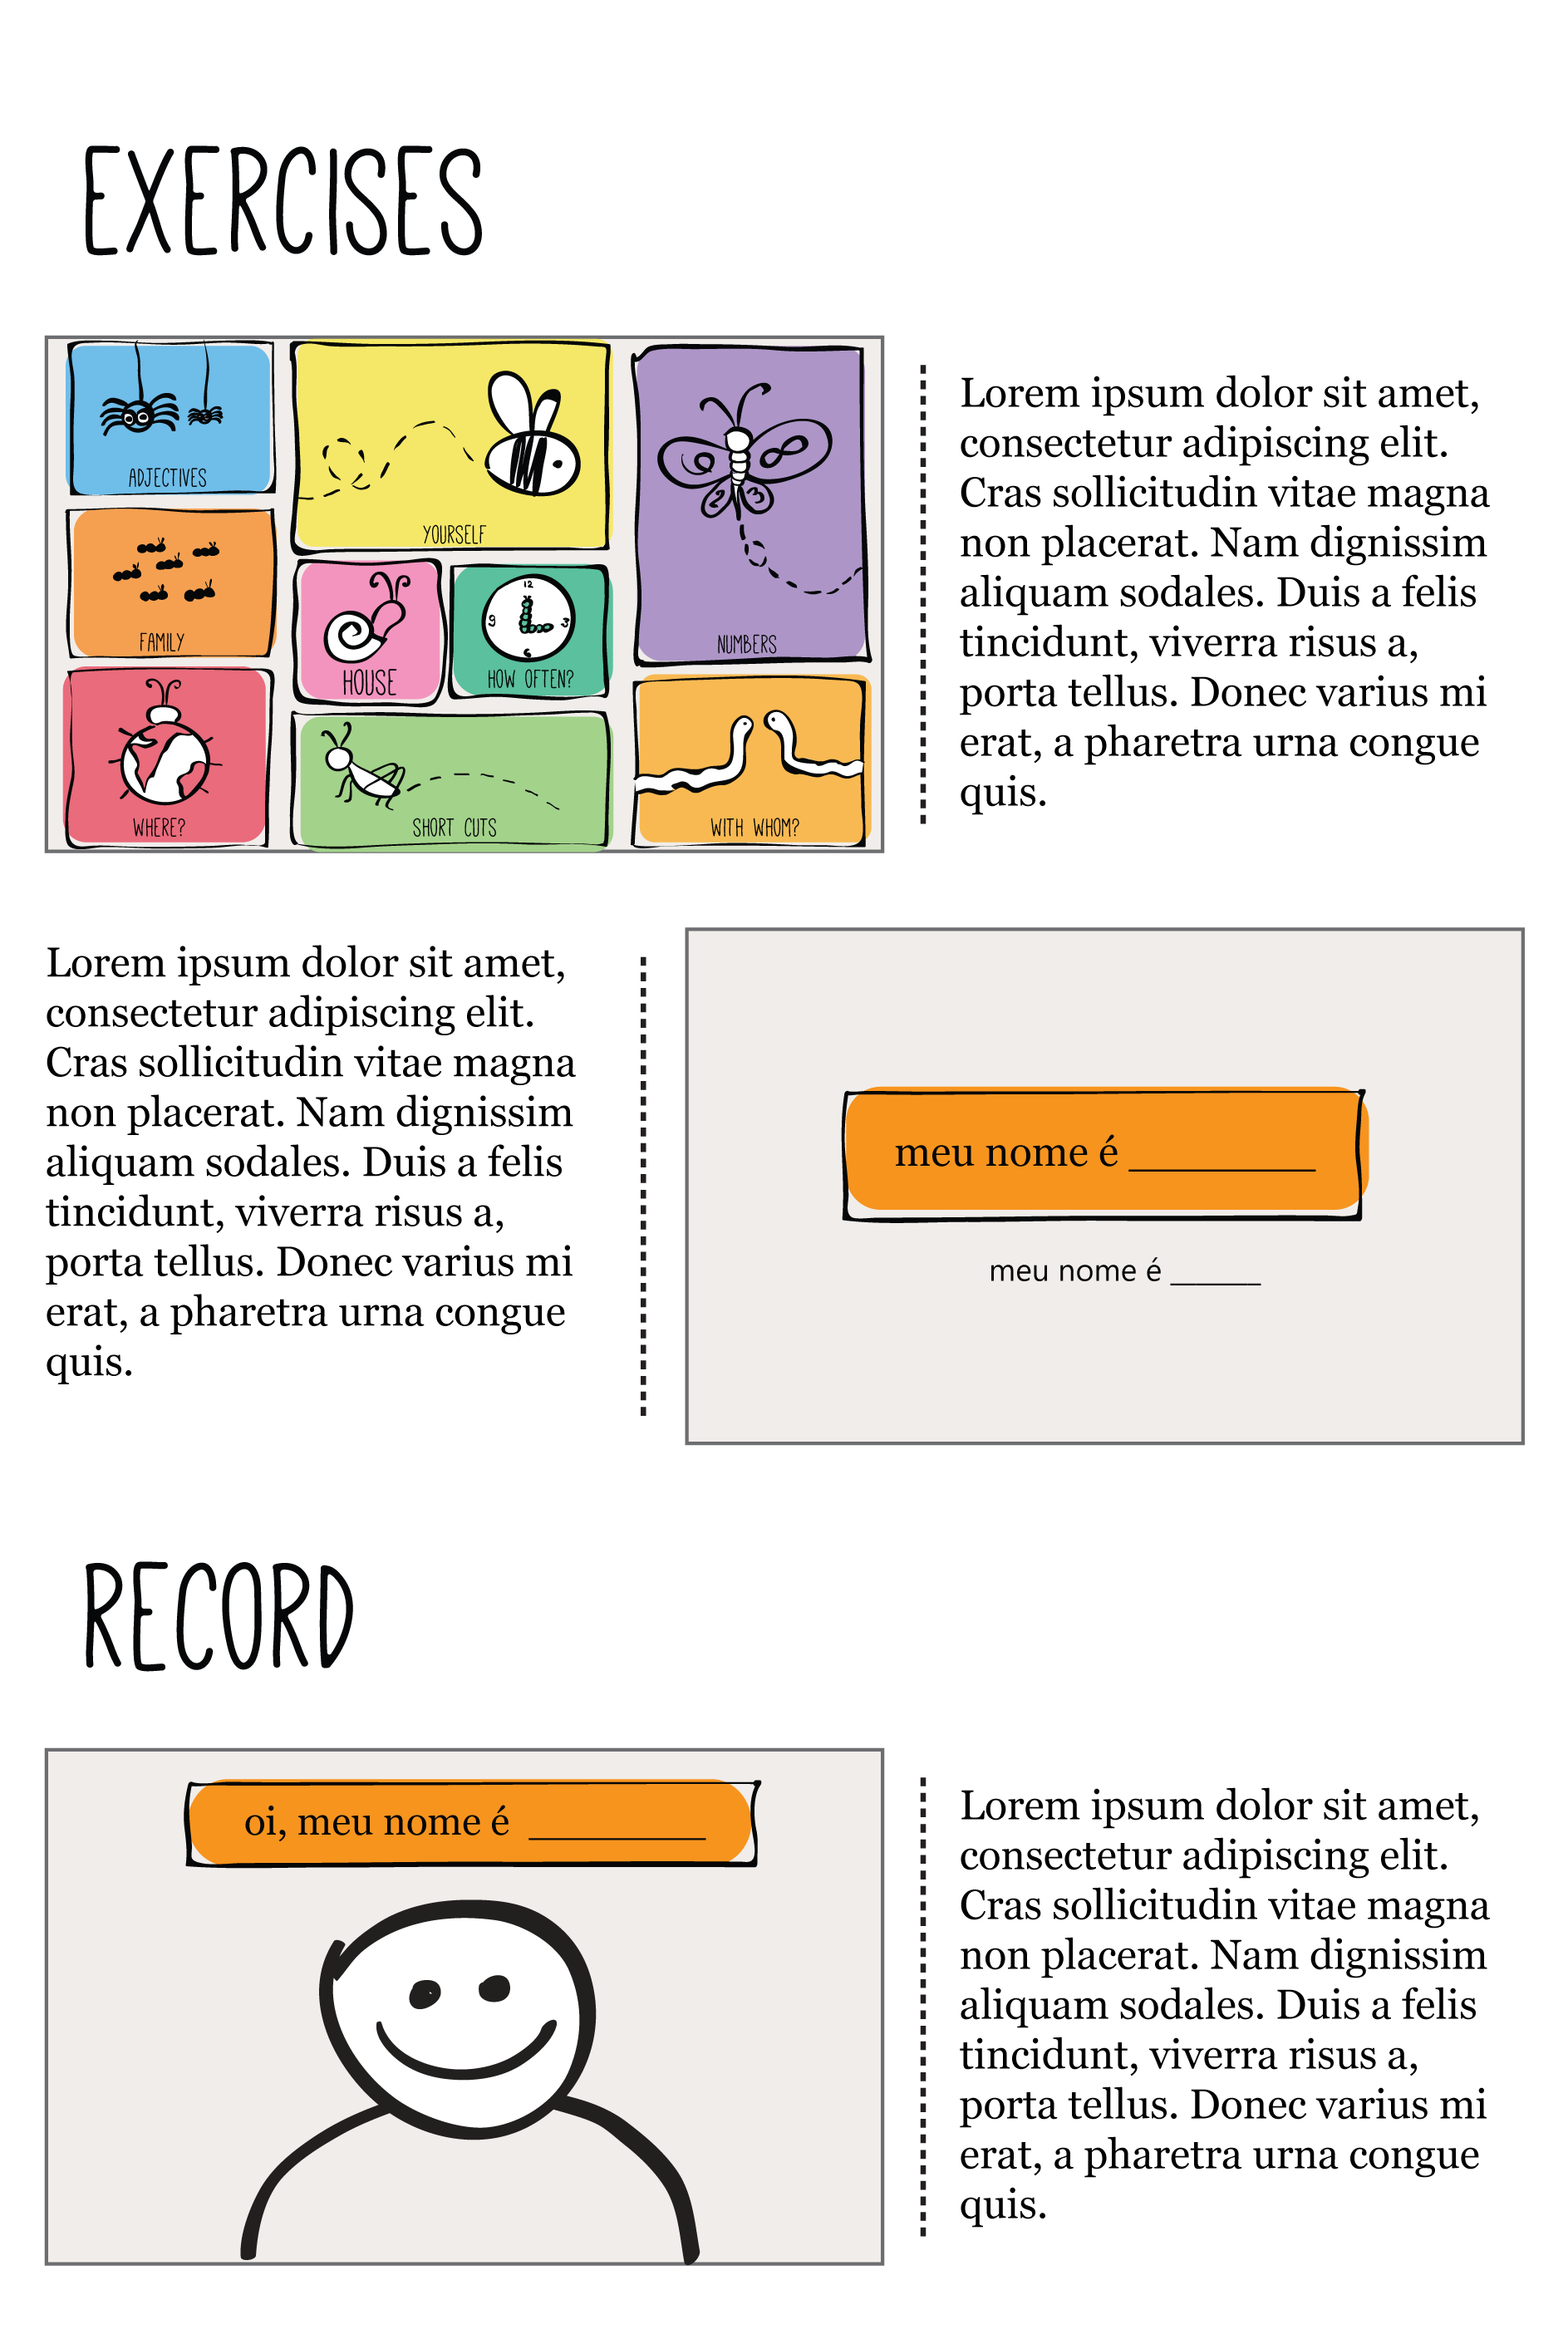 EXERCISES
ADJECTIVES
YOURSELF
NUMBERS
FAMILY
HOUSE
12
9 3
6
HOW OFTEN?
WHERE?
SHORT CUTS
WITH WHOM?
8
2 3
Lorem ipsum dolor sit amet,
consectetur adipiscing elit.
Cras sollicitudin vitae magna
non placerat. Nam dignissim
aliquam sodales. Duis a felis
tincidunt, viverra risus a,
porta tellus. Donec varius mi
erat, a pharetra urna congue
quis.
Lorem ipsum dolor sit amet,
consectetur adipiscing elit.
Cras sollicitudin vitae magna
non placerat. Nam dignissim
aliquam sodales. Duis a felis
tincidunt, viverra risus a,
porta tellus. Donec varius mi
erat, a pharetra urna congue
quis.
meu nome é _________
meu nome é ______
RECORD
oi, meu nome é _________
Lorem ipsum dolor sit amet,
consectetur adipiscing elit.
Cras sollicitudin vitae magna
non placerat. Nam dignissim
aliquam sodales. Duis a felis
tincidunt, viverra risus a,
porta tellus. Donec varius mi
erat, a pharetra urna congue
quis.